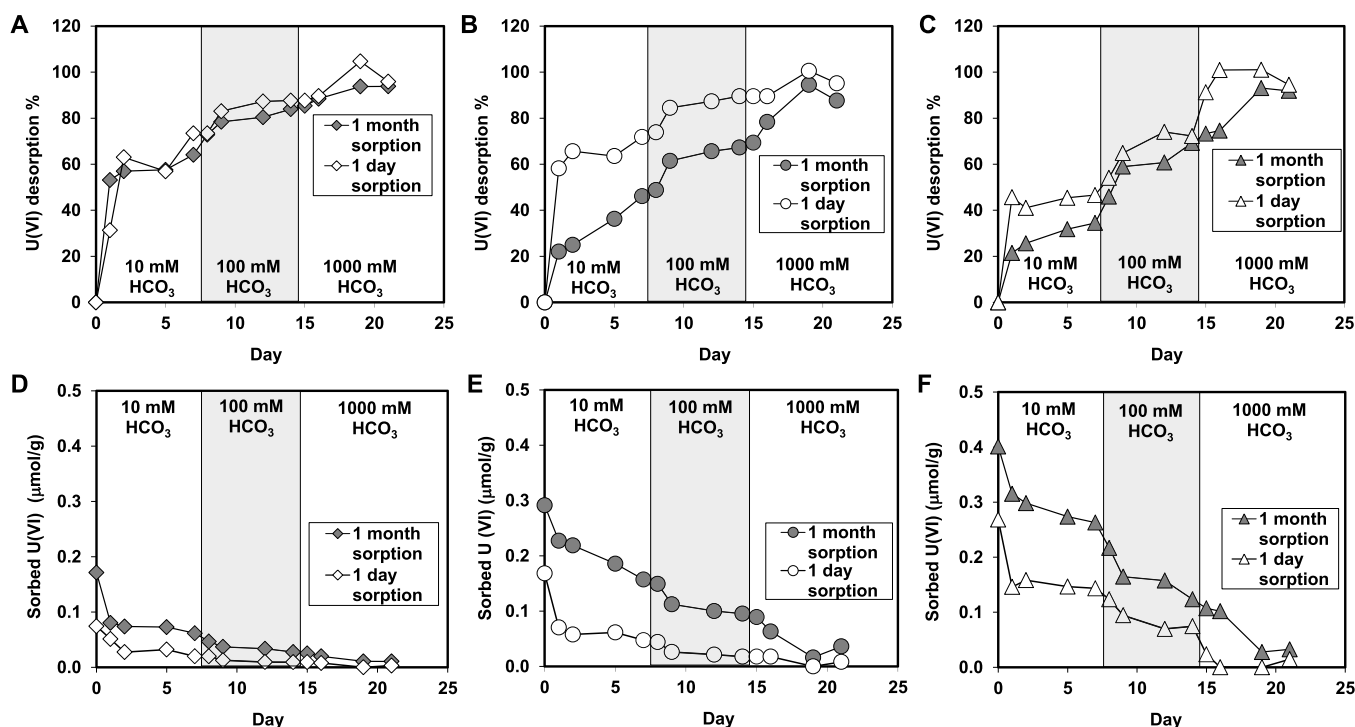 A
120
100
80
60
40
20
0
U(VI) desorption %
1 month
sorption
1 day
sorption
10 mM
HCO3
100 mM
HCO3
1000 mM
HCO3
0 5 10 15 20 25
Day
B
120
100
80
60
40
20
0
U(VI) desorption %
1 month
sorption
1 day
sorption
10 mM
HCO3
100 mM
HCO3
1000 mM
HCO3
0 5 10 15 20 25
Day
C
120
100
80
60
40
20
0
U(VI) desorption %
1 month
sorption
1 day
sorption
10 mM
HCO3
100 mM
HCO3
1000 mM
HCO3
0 5 10 15 20 25
Day
D
0.5
0.4
0.3
0.2
0.1
0.0
Sorbed U(VI) (μmol/g)
10 mM
HCO3
100 mM
HCO3
1000 mM
HCO3
1 month
sorption
1 day
sorption
0 5 10 15 20 25
Day
E
0.5
0.4
0.3
0.2
0.1
0.0
Sorbed U (VI) (μmol/g)
10 mM
HCO3
100 mM
HCO3
1000 mM
HCO3
1 month
sorption
1 day
sorption
0 5 10 15 20 25
Day
F
0.5
0.4
0.3
0.2
0.1
0.0
Sorbed U(VI) (μmol/g)
10 mM
HCO3
100 mM
HCO3
1000 mM
HCO3
1 month
sorption
1 day
sorption
0 5 10 15 20 25
Day